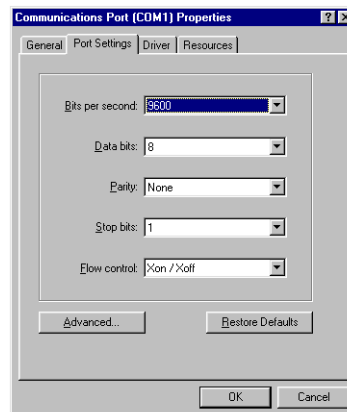 Communications Port (COM1) Properties
General Port Settings Driver Resources
Bits per second: 9600
Data bits: 8
Parity: None
Stop bits: 1
Flow control: Xon / Xoff
Advanced... Restore Defaults
OK Cancel